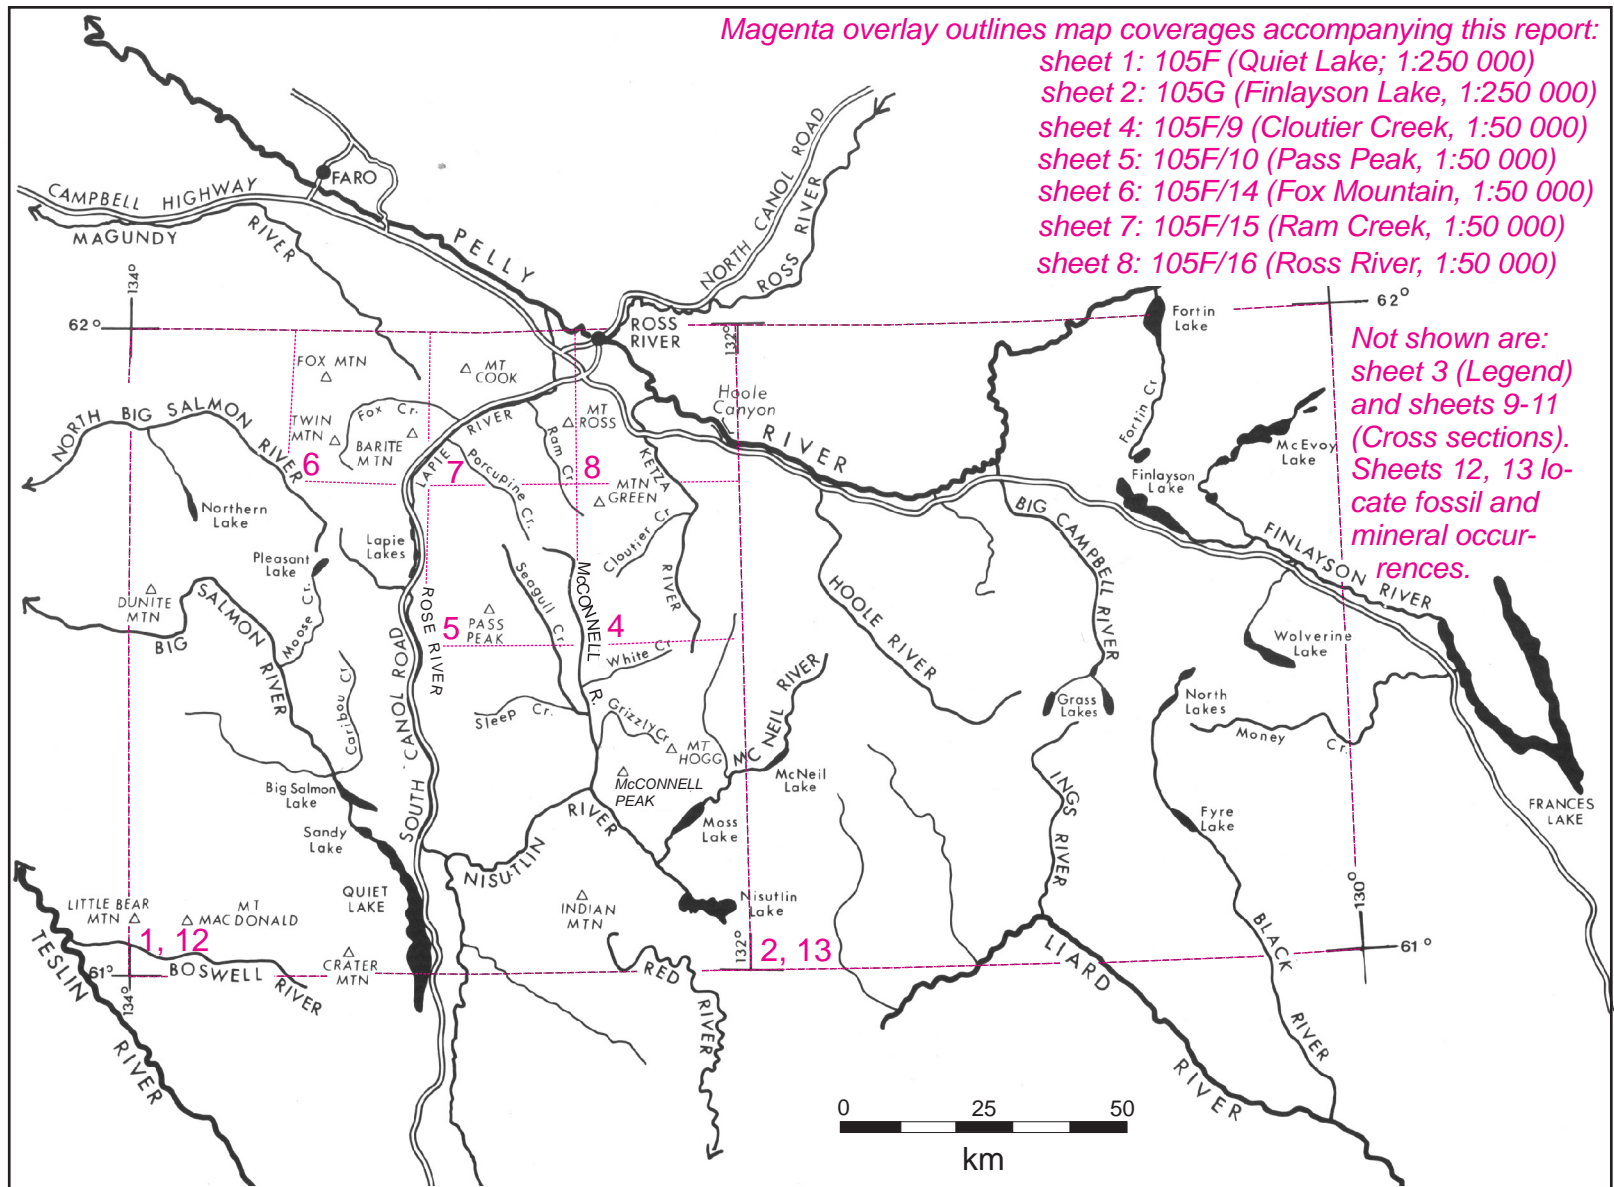 Magenta overlay outlines map coverages accompanying this report:
sheet 1: 105F (Quiet Lake; 1:250 000)
sheet 2: 105G (Finlayson Lake, 1:250 000)
sheet 4: 105F/9 (Cloutier Creek, 1:50 000)
sheet 5: 105F/10 (Pass Peak, 1:50 000)
sheet 6: 105F/14 (Fox Mountain, 1:50 000)
sheet 7: 105F/15 (Ram Creek, 1:50 000)
sheet 8: 105F/16 (Ross River, 1:50 000)
Not shown are:
sheet 3 (Legend)
and sheets 9-11
(Cross sections).
Sheets 12, 13 lo-
cate fossil and
mineral occur-
rences.
FARO
CAMPBELL HIGHWAY
MAGUNDY
RIVER
PELLY
RIVER
NORTH CANOL ROAD
ROSS RIVER
134°
62°
ROSS
RIVER
132°
62°
Fortin
Lake
FOX MTN
MT
COOK
Hoole
Canyon
NORTH BIG SALMON
RIVER
TWIN
MTN
Fox Cr.
BARITE
MTN
LAPIE
RIVER
Ram Cr
MT
ROSS
KETZA
RIVER
Fortin Cr
McEvoy
Lake
6
7
8
Porcupine Cr.
MTN
GREEN
Finlayson
Lake
Northern
Lake
Lapie
Lakes
Cloutier Cr
BIG CAMPBELL RIVER
FINLAYSON RIVER
Pleasant
Lake
Seagull Cr
McCONNELL
R.
DUNITE
MTN
BIG
SALMON
RIVER
Moose Cr.
ROSE RIVER
5
PASS
PEAK
4
White Cr
HOOLE RIVER
Wolverine
Lake
Caribou Cr
SOUTH CANOL ROAD
Sleep Cr.
Grizzly Cr
MT
HOGG
MC NEIL RIVER
Grass
Lakes
North
Lakes
Money Cr.
Big Salmon
Lake
McCONNELL
PEAK
McNeil
Lake
INGS
RIVER
FRANCES
LAKE
Sandy
Lake
NISUTLIN
RIVER
Moss
Lake
Fyre
Lake
QUIET
LAKE
LITTLE BEAR
MTN
MT
MAC DONALD
INDIAN
MTN
Nisutlin
Lake
130°
1, 12
2, 13
132°
61°
TESLIN
RIVER
61°
134°
BOSWELL
RIVER
CRATER
MTN
RED
RIVER
LIARD
RIVER
BLACK
RIVER
0 25 50
km